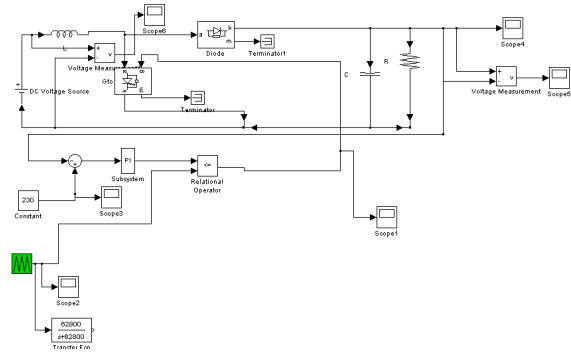 Scope6
L
+
v
Voltage Measurement
a
k
m
Diode
Terminator1
Scope4
+
DC Voltage Source
a
g
k
m
Gto
Terminator
C
R
+
-
v
Voltage Measurement
Scope5
PI
Subsystem
<=
Relational
Operator
230
Constant
Scope3
Scope1
Scope2
62800
s+62800
Transfer Fcn